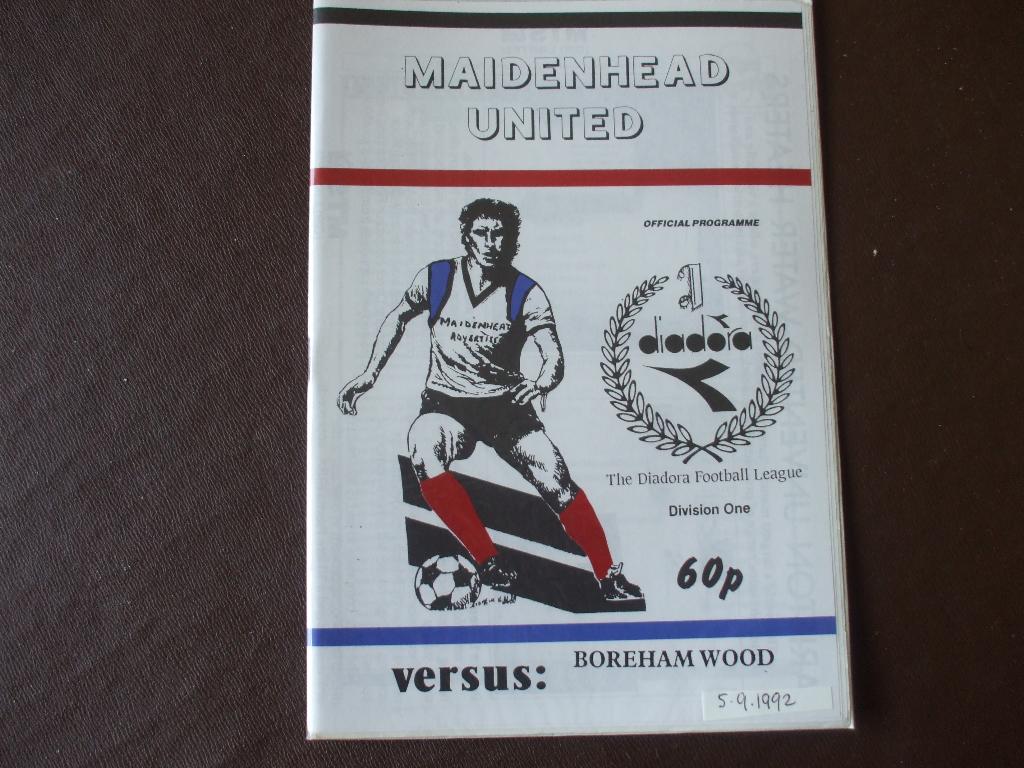 MAIDENHEAD
UNITED
OFFICIAL PROGRAMME
MAIDENHEAD
diadora
The Diadora Football League
Division One
60p
versus:
BOREHAM WOOD
5.9.1992